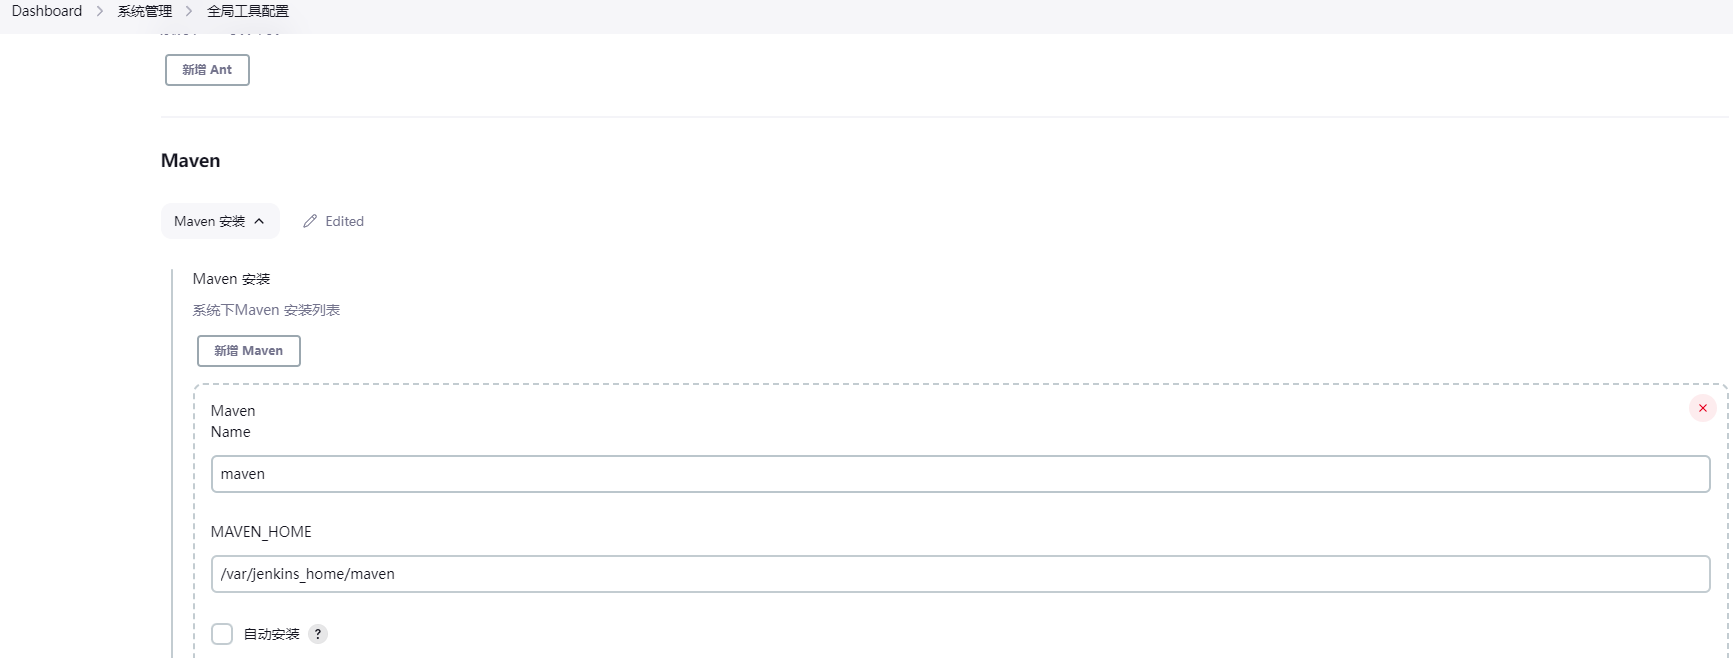 Dashboard > 系统管理 > 全局工具配置
新增 Ant
Maven
Maven 安装
Edited
Maven 安装
系统下Maven 安装列表
新增 Maven
Maven
Name
maven
MAVEN_HOME
/var/jenkins_home/maven
自动安装 ?